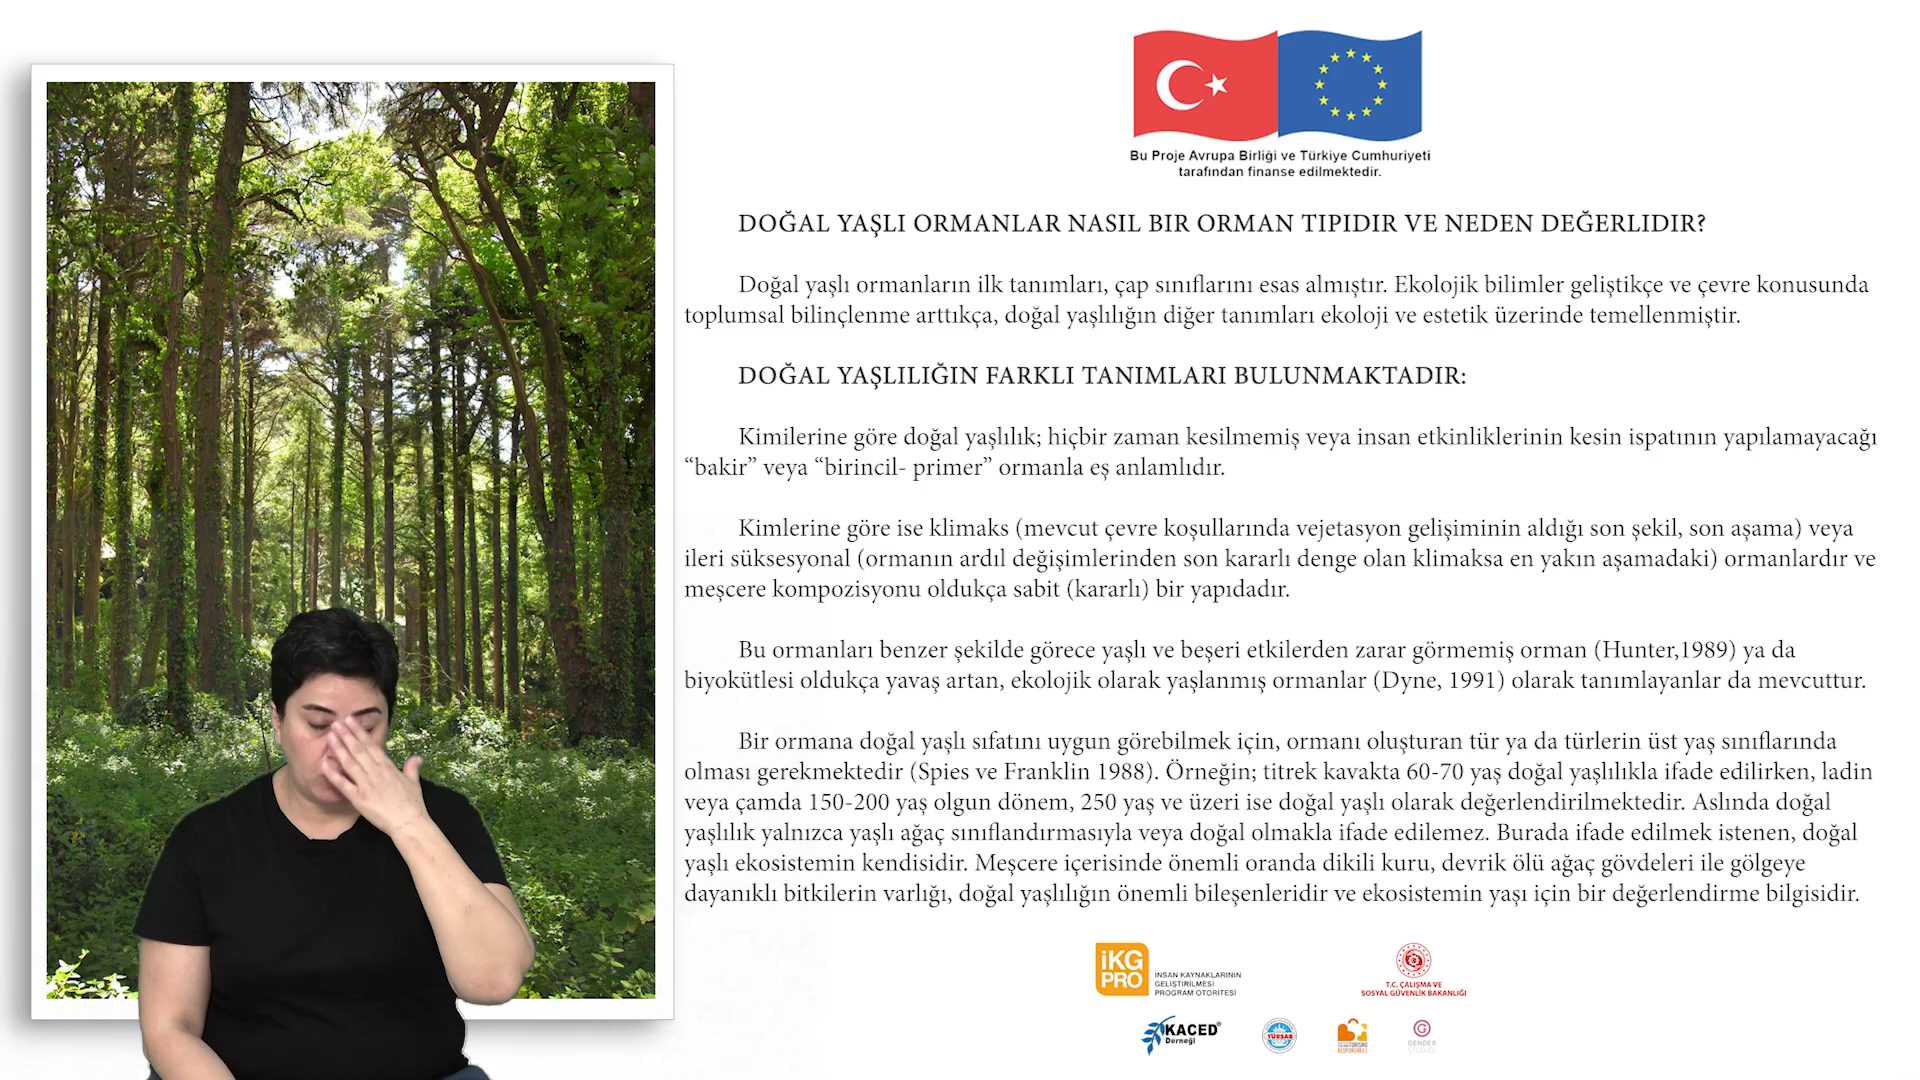 Bu Proje Avrupa Birliği ve Türkiye Cumhuriyeti
tarafından finanse edilmektedir.
DOĞAL YAŞLI ORMANLAR NASIL BIR ORMAN TIPIDIR VE NEDEN DEĞERLIDIR?
Doğal yaşlı ormanların ilk tanımları, çap sınıflarını esas almıştır. Ekolojik bilimler geliştikçe ve çevre konusunda
toplumsal bilinçlenme arttıkça, doğal yaşlılığın diğer tanımları ekoloji ve estetik üzerinde temellenmiştir.
DOĞAL YAŞLILIĞIN FARKLI TANIMLARI BULUNMAKTADIR:
Kimilerine göre doğal yaşlılık; hiçbir zaman kesilmemiş veya insan etkinliklerinin kesin ispatının yapılamayacağı
“bakir” veya “birincil- primer” ormanla eş anlamlıdır.
Kimlerine göre ise klimaks (mevcut çevre koşullarında vejetasyon gelişiminin aldığı son şekil, son aşama) veya
ileri süksesyonal (ormanın ardıl değişimlerinden son kararlı denge olan klimaksa en yakın aşamadaki) ormanlardır ve
meşcere kompozisyonu oldukça sabit (kararlı) bir yapıdadır.
Bu ormanları benzer şekilde görece yaşlı ve beşeri etkilerden zarar görmemiş orman (Hunter,1989) ya da
biyokütlesi oldukça yavaş artan, ekolojik olarak yaşlanmış ormanlar (Dyne, 1991) olarak tanımlayanlar da mevcuttur.
Bir ormana doğal yaşlı sıfatını uygun görebilmek için, ormanı oluşturan tür ya da türlerin üst yaş sınıflarında
olması gerekmektedir (Spies ve Franklin 1988). Örneğin; titrek kavakta 60-70 yaş doğal yaşlılıkla ifade edilirken, ladin
veya çamda 150-200 yaş olgun dönem, 250 yaş ve üzeri ise doğal yaşlı olarak değerlendirilmektedir. Aslında doğal
yaşlılık yalnızca yaşlı ağaç sınıflandırmasıyla veya doğal olmakla ifade edilemez. Burada ifade edilmek istenen, doğal
yaşlı ekosistemin kendisidir. Meşcere içerisinde önemli oranda dikili kuru, devrik ölü ağaç gövdeleri ile gölgeye
dayanıklı bitkilerin varlığı, doğal yaşlılığın önemli bileşenleridir ve ekosistemin yaşı için bir değerlendirme bilgisidir.
iKG
PRO
İNSAN KAYNAKLARININ
GELİŞTİRİLMESİ
PROGRAM OTORİTESİ
T.C. ÇALIŞMA VE
SOSYAL GÜVENLİK BAKANLIĞI
KACED®
Derneği
TÜRSAB
RESPONSIBLE
G
GENDER
STUDIES